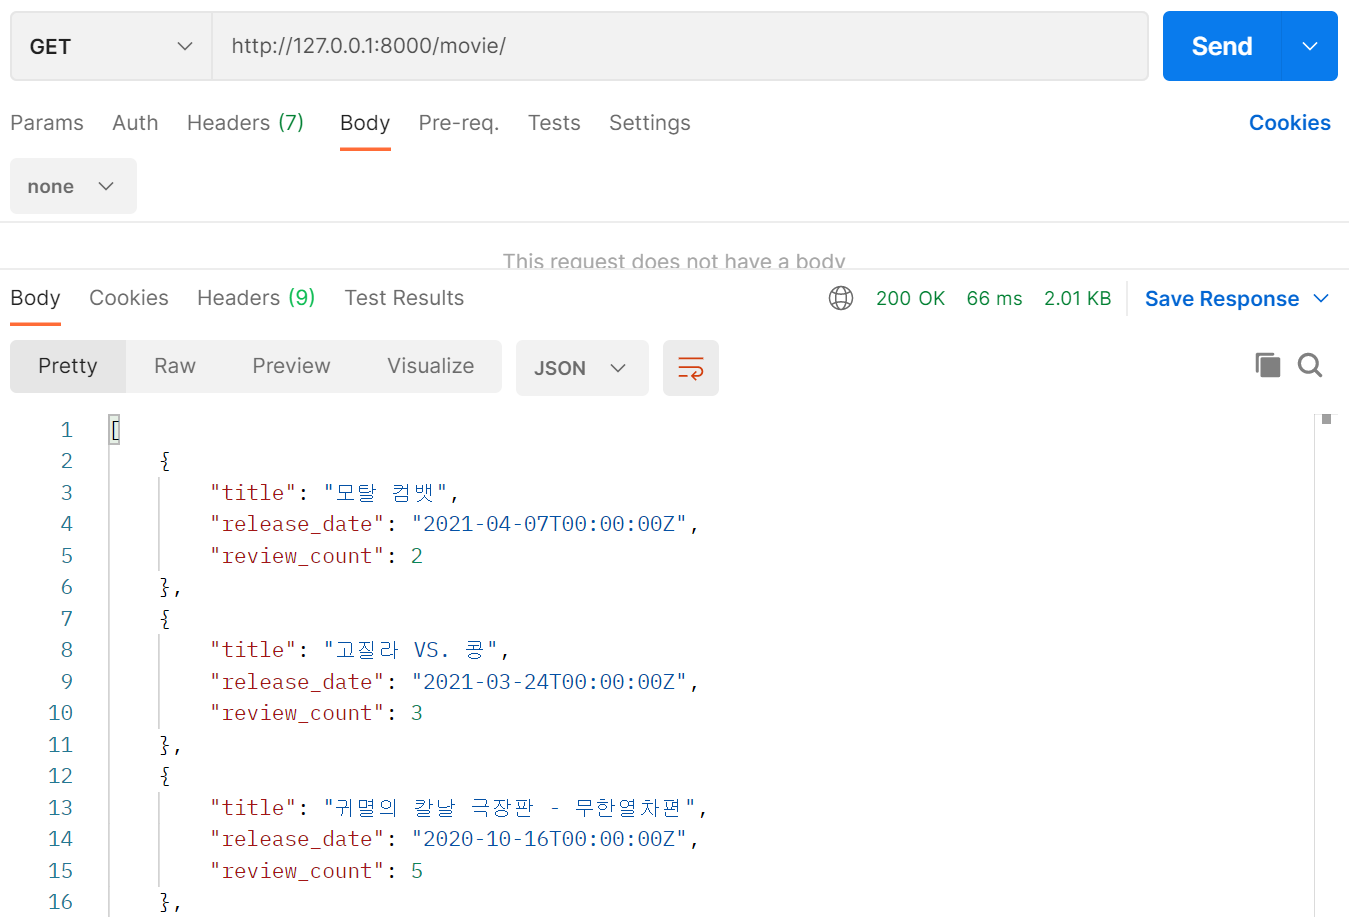 GET http://127.0.0.1:8000/movie/ Send
Params Auth Headers (7) Body Pre-req. Tests Settings Cookies
none
This request does not have a body
Body Cookies Headers (9) Test Results 200 OK 66 ms 2.01 KB Save Response
Pretty Raw Preview Visualize JSON
1 [
2 {
3 "title": "모탈 컴뱃",
4 "release_date": "2021-04-07T00:00:00Z",
5 "review_count": 2
6 },
7 {
8 "title": "고질라 VS. 콩",
9 "release_date": "2021-03-24T00:00:00Z",
10 "review_count": 3
11 },
12 {
13 "title": "귀멸의 칼날 극장판 - 무한열차편",
14 "release_date": "2020-10-16T00:00:00Z",
15 "review_count": 5
16 },